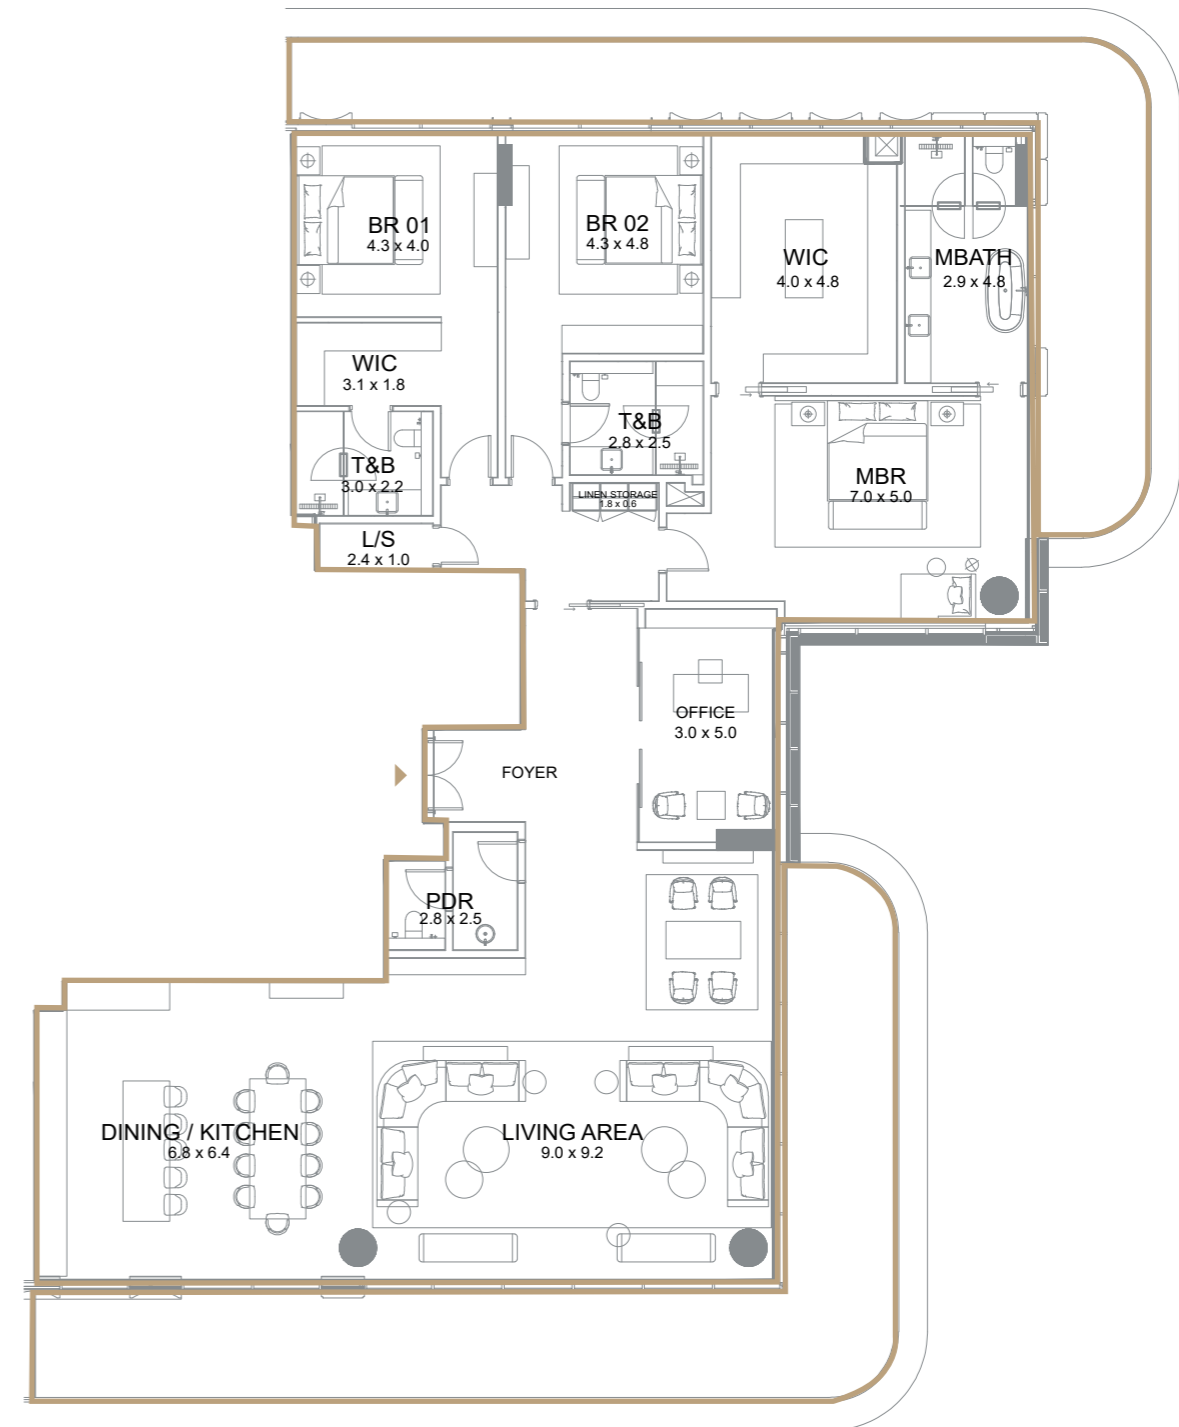 BR 01
4.3 x 4.0
BR 02
4.3 x 4.8
WIC
4.0 x 4.8
MBATH
2.9 x 4.8
WIC
3.1 x 1.8
T&B
2.8 x 2.5
T&B
3.0 x 2.2
MBR
7.0 x 5.0
LINEN STORAGE
1.8 x 0.6
L/S
2.4 x 1.0
OFFICE
3.0 x 5.0
FOYER
PDR
2.8 x 2.5
DINING / KITCHEN
6.8 x 6.4
LIVING AREA
9.0 x 9.2